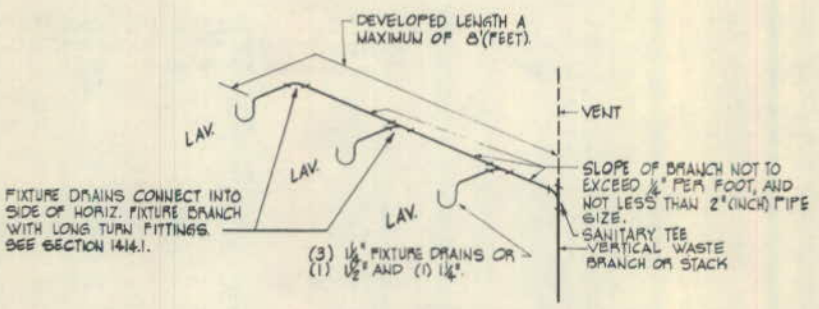 DEVELOPED LENGTH A
MAXIMUM OF 8'(FEET).
VENT
LAV.
LAV.
LAV.
SLOPE OF BRANCH NOT TO
EXCEED ¼" PER FOOT, AND
NOT LESS THAN 2"(INCH) PIPE
SIZE.
SANITARY TEE
VERTICAL WASTE
BRANCH OR STACK
FIXTURE DRAINS CONNECT INTO
SIDE OF HORIZ. FIXTURE BRANCH
WITH LONG TURN FITTINGS.
SEE SECTION 1414.1.
(3) 1¼" FIXTURE DRAINS OR
(1) 1½" AND (1) 1¼".